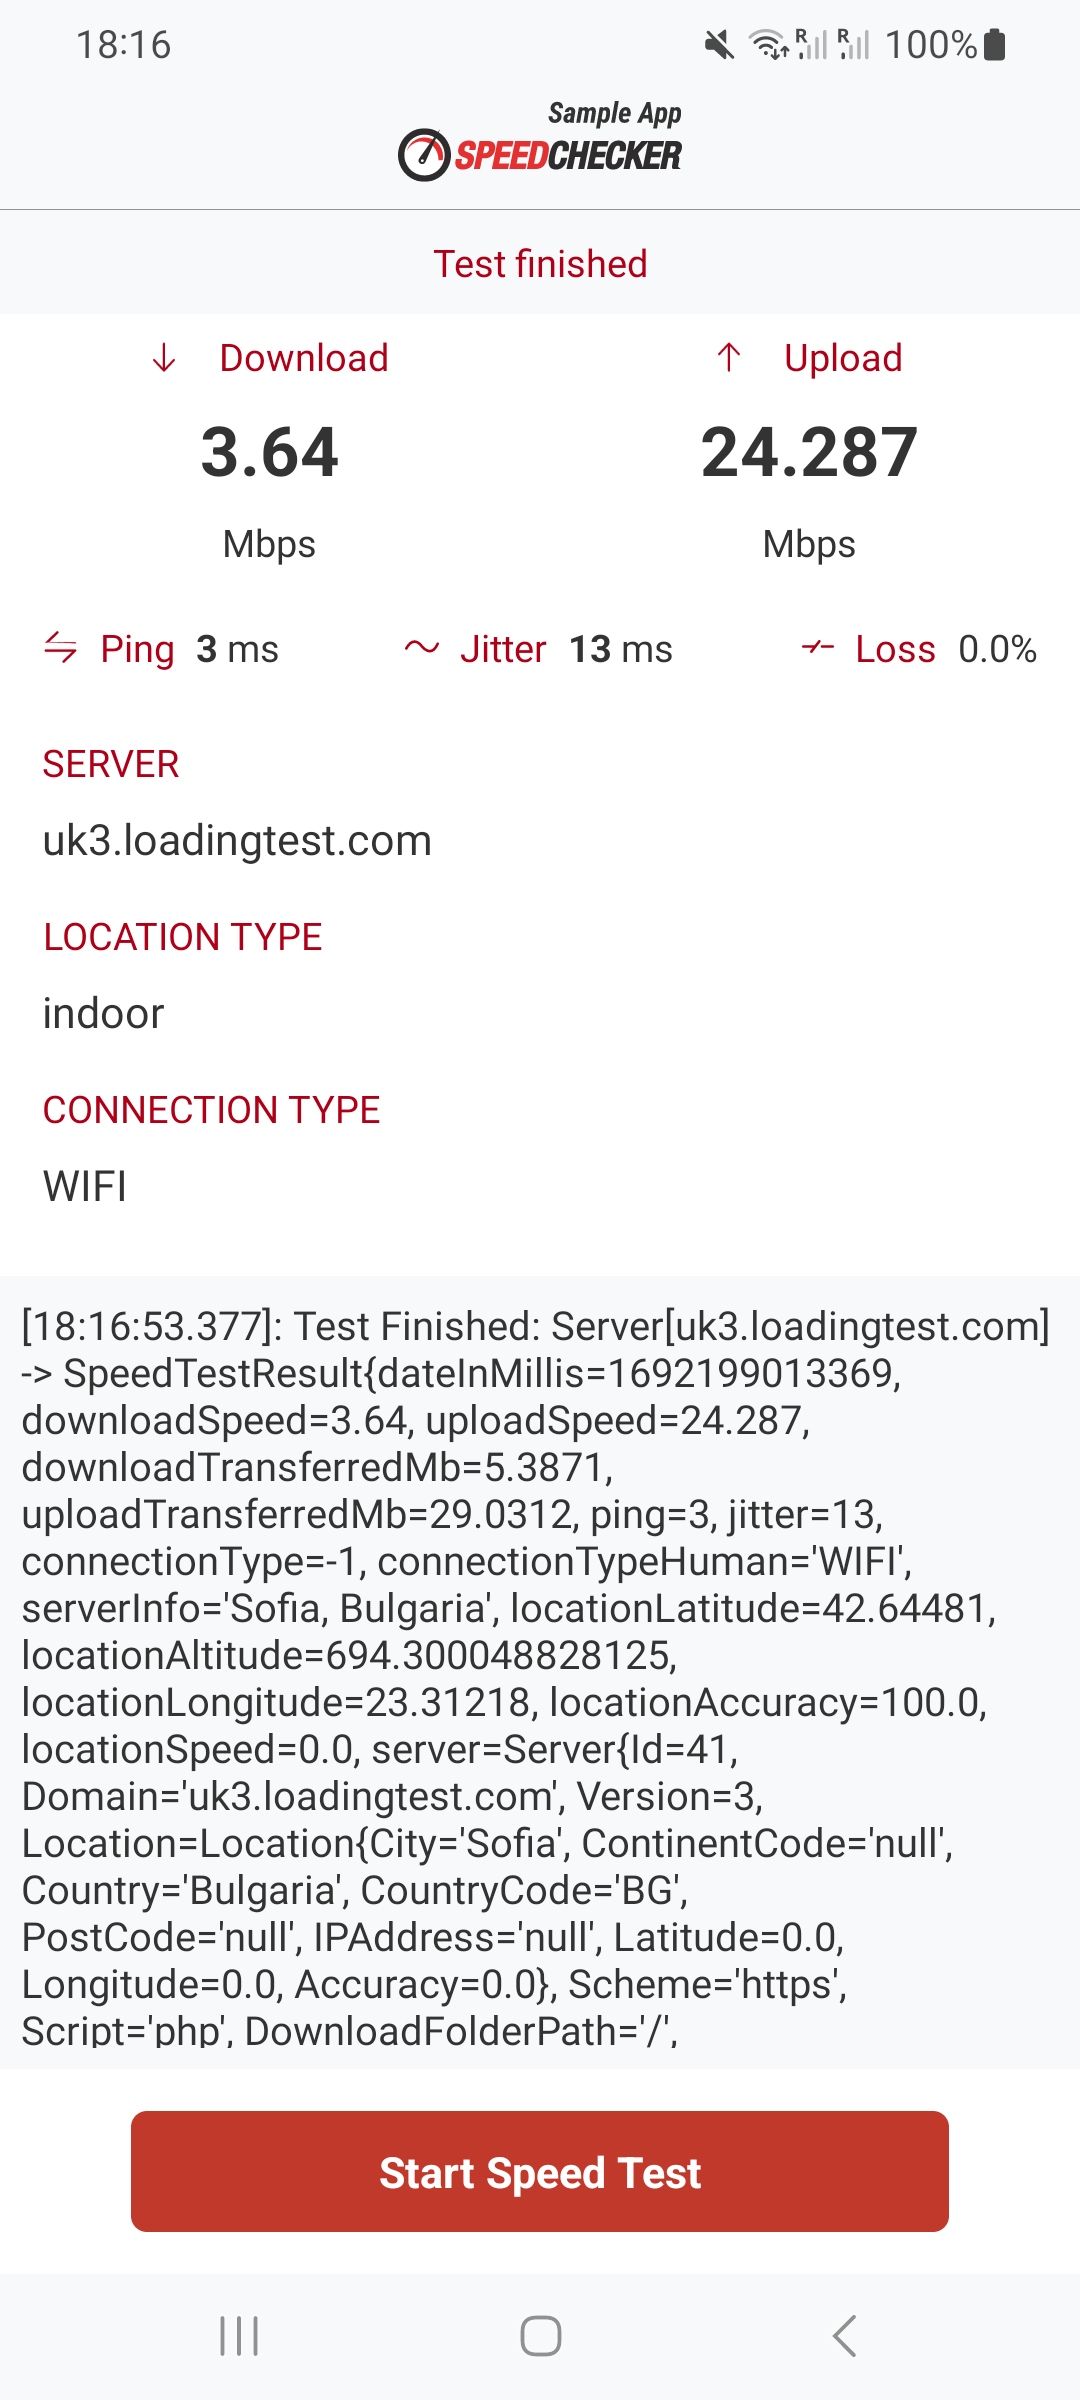 18:16
R R 100%
Sample App
SPEEDCHECKER
Test finished
Download Upload
3.64 24.287
Mbps Mbps
Ping 3 ms Jitter 13 ms Loss 0.0%
SERVER
uk3.loadingtest.com
LOCATION TYPE
indoor
CONNECTION TYPE
WIFI
[18:16:53.377]: Test Finished: Server[uk3.loadingtest.com]
-> SpeedTestResult{dateInMillis=1692199013369,
downloadSpeed=3.64, uploadSpeed=24.287,
downloadTransferredMb=5.3871,
uploadTransferredMb=29.0312, ping=3, jitter=13,
connectionType=-1, connectionTypeHuman='WIFI',
serverInfo='Sofia, Bulgaria', locationLatitude=42.64481,
locationAltitude=694.300048828125,
locationLongitude=23.31218, locationAccuracy=100.0,
locationSpeed=0.0, server=Server{Id=41,
Domain='uk3.loadingtest.com', Version=3,
Location=Location{City='Sofia', ContinentCode='null',
Country='Bulgaria', CountryCode='BG',
PostCode='null', IPAddress='null', Latitude=0.0,
Longitude=0.0, Accuracy=0.0}, Scheme='https',
Script='php', DownloadFolderPath='/',
Start Speed Test